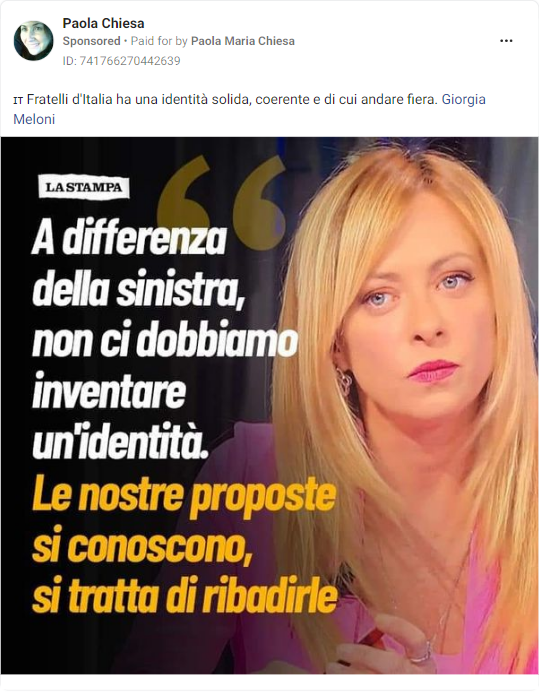 Paola Chiesa
Sponsored • Paid for by Paola Maria Chiesa
ID: 741766270442639
IT Fratelli d'Italia ha una identità solida, coerente e di cui andare fiera. Giorgia
Meloni
LA STAMPA
A differenza
della sinistra,
non ci dobbiamo
inventare
un'identità.
Le nostre proposte
si conoscono,
si tratta di ribadirle